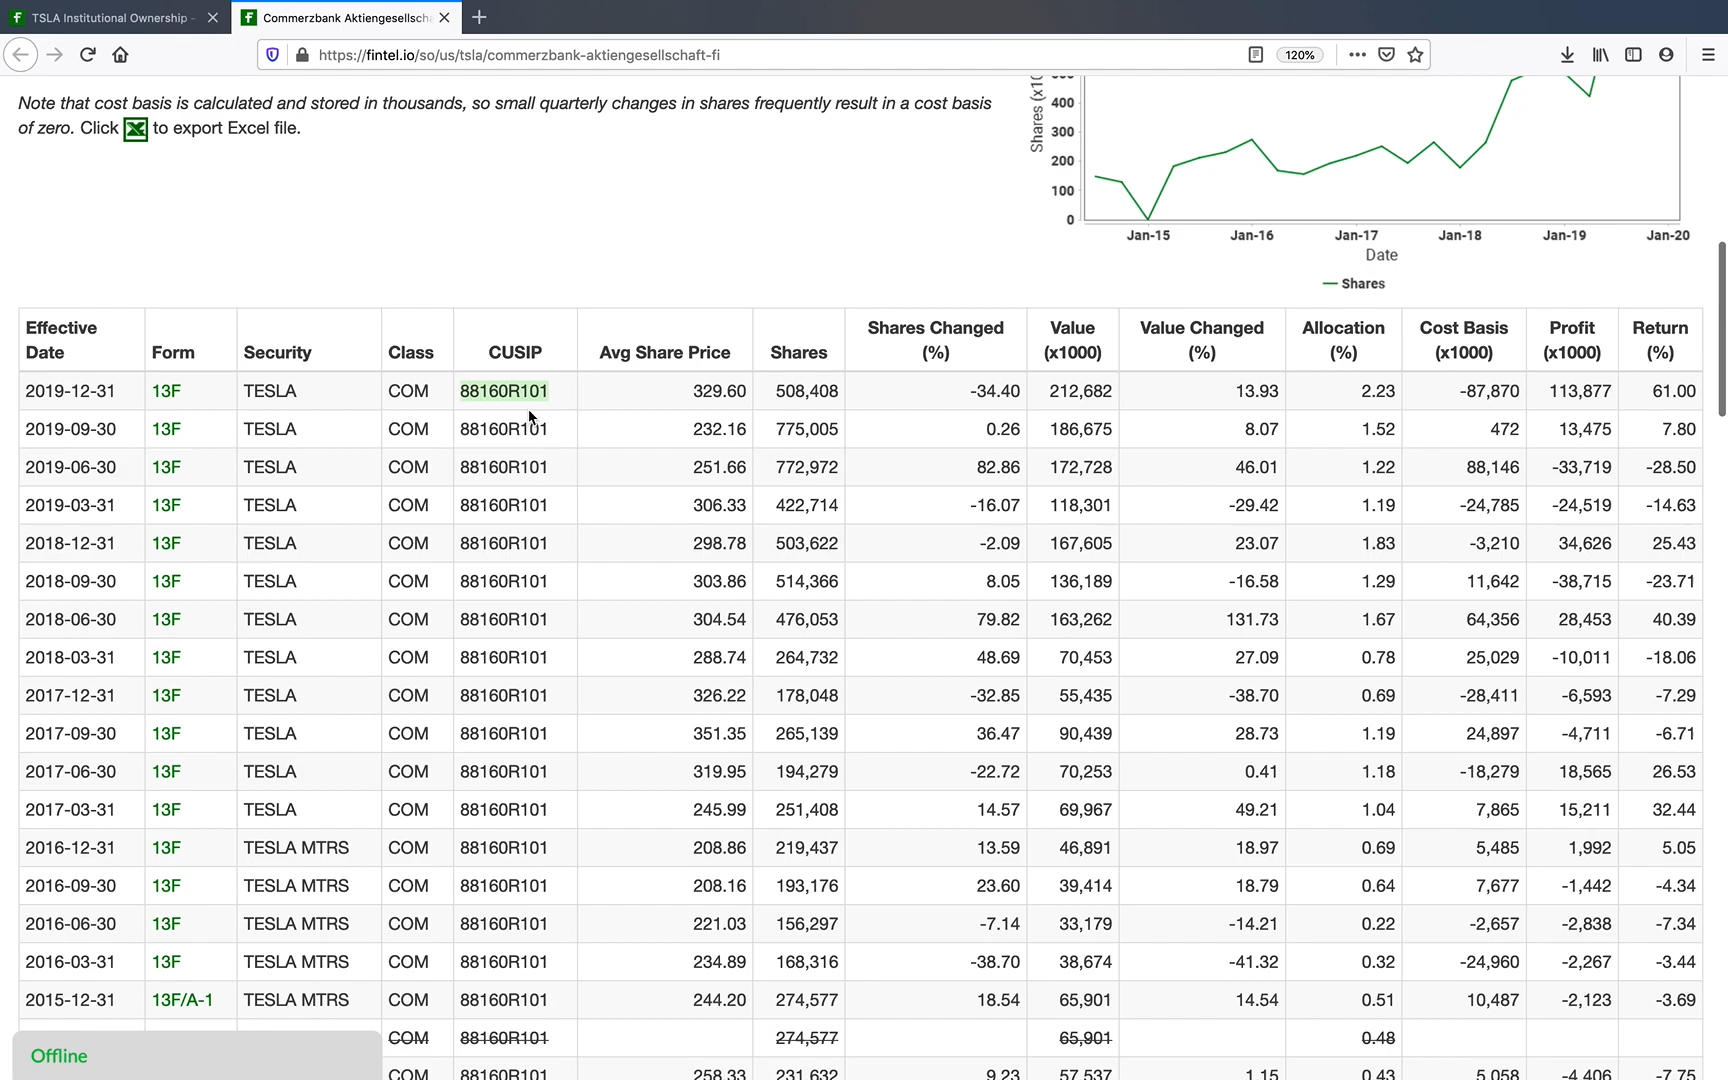 TSLA Institutional Ownership -
Commerzbank Aktiengesellscha
https://fintel.io/so/us/tsla/commerzbank-aktiengesellschaft-fi
120%
Note that cost basis is calculated and stored in thousands, so small quarterly changes in shares frequently result in a cost basis
of zero. Click to export Excel file.
Shares (x10
400
300
200
100
0
Jan-15 Jan-16 Jan-17 Jan-18 Jan-19 Jan-20
Date
Shares
Effective Date Form Security Class CUSIP Avg Share Price Shares Shares Changed (%) Value (x1000) Value Changed (%) Allocation (%) Cost Basis (x1000) Profit (x1000) Return (%)
2019-12-31 13F TESLA COM 88160R101 329.60 508,408 -34.40 212,682 13.93 2.23 -87,870 113,877 61.00
2019-09-30 13F TESLA COM 88160R101 232.16 775,005 0.26 186,675 8.07 1.52 472 13,475 7.80
2019-06-30 13F TESLA COM 88160R101 251.66 772,972 82.86 172,728 46.01 1.22 88,146 -33,719 -28.50
2019-03-31 13F TESLA COM 88160R101 306.33 422,714 -16.07 118,301 -29.42 1.19 -24,785 -24,519 -14.63
2018-12-31 13F TESLA COM 88160R101 298.78 503,622 -2.09 167,605 23.07 1.83 -3,210 34,626 25.43
2018-09-30 13F TESLA COM 88160R101 303.86 514,366 8.05 136,189 -16.58 1.29 11,642 -38,715 -23.71
2018-06-30 13F TESLA COM 88160R101 304.54 476,053 79.82 163,262 131.73 1.67 64,356 28,453 40.39
2018-03-31 13F TESLA COM 88160R101 288.74 264,732 48.69 70,453 27.09 0.78 25,029 -10,011 -18.06
2017-12-31 13F TESLA COM 88160R101 326.22 178,048 -32.85 55,435 -38.70 0.69 -28,411 -6,593 -7.29
2017-09-30 13F TESLA COM 88160R101 351.35 265,139 36.47 90,439 28.73 1.19 24,897 -4,711 -6.71
2017-06-30 13F TESLA COM 88160R101 319.95 194,279 -22.72 70,253 0.41 1.18 -18,279 18,565 26.53
2017-03-31 13F TESLA COM 88160R101 245.99 251,408 14.57 69,967 49.21 1.04 7,865 15,211 32.44
2016-12-31 13F TESLA MTRS COM 88160R101 208.86 219,437 13.59 46,891 18.97 0.69 5,485 1,992 5.05
2016-09-30 13F TESLA MTRS COM 88160R101 208.16 193,176 23.60 39,414 18.79 0.64 7,677 -1,442 -4.34
2016-06-30 13F TESLA MTRS COM 88160R101 221.03 156,297 -7.14 33,179 -14.21 0.22 -2,657 -2,838 -7.34
2016-03-31 13F TESLA MTRS COM 88160R101 234.89 168,316 -38.70 38,674 -41.32 0.32 -24,960 -2,267 -3.44
2015-12-31 13F/A-1 TESLA MTRS COM 88160R101 244.20 274,577 18.54 65,901 14.54 0.51 10,487 -2,123 -3.69
COM 88160R101 274,577 65,901 0.48
Offline
COM 88160R101 258.33 231,632 9.23 57,537 1.15 0.43 5,058 -4,406 -7.75